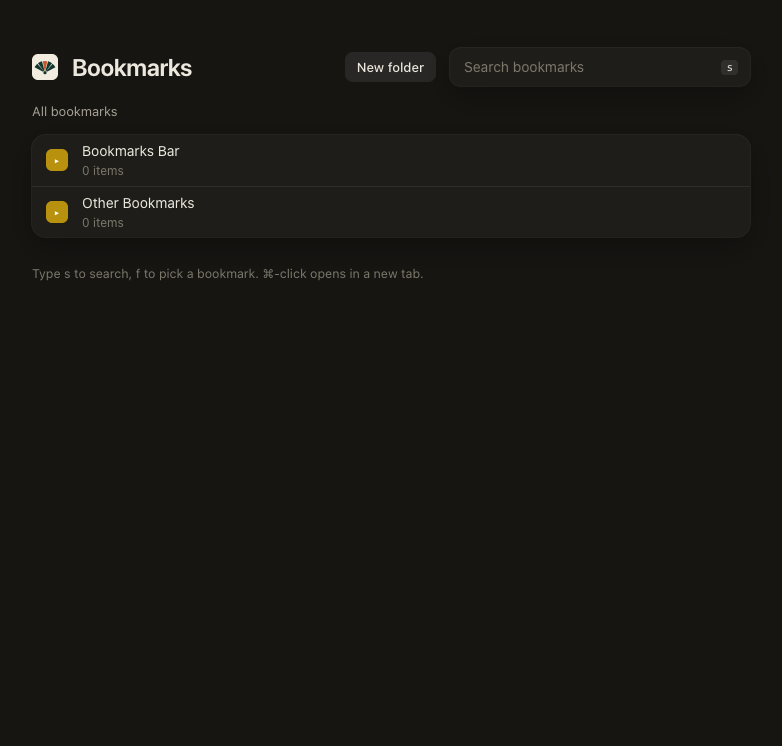 Bookmarks
New folder
Search bookmarks
s
All bookmarks
Bookmarks Bar
0 items
Other Bookmarks
0 items
Type s to search, f to pick a bookmark. ⌘-click opens in a new tab.